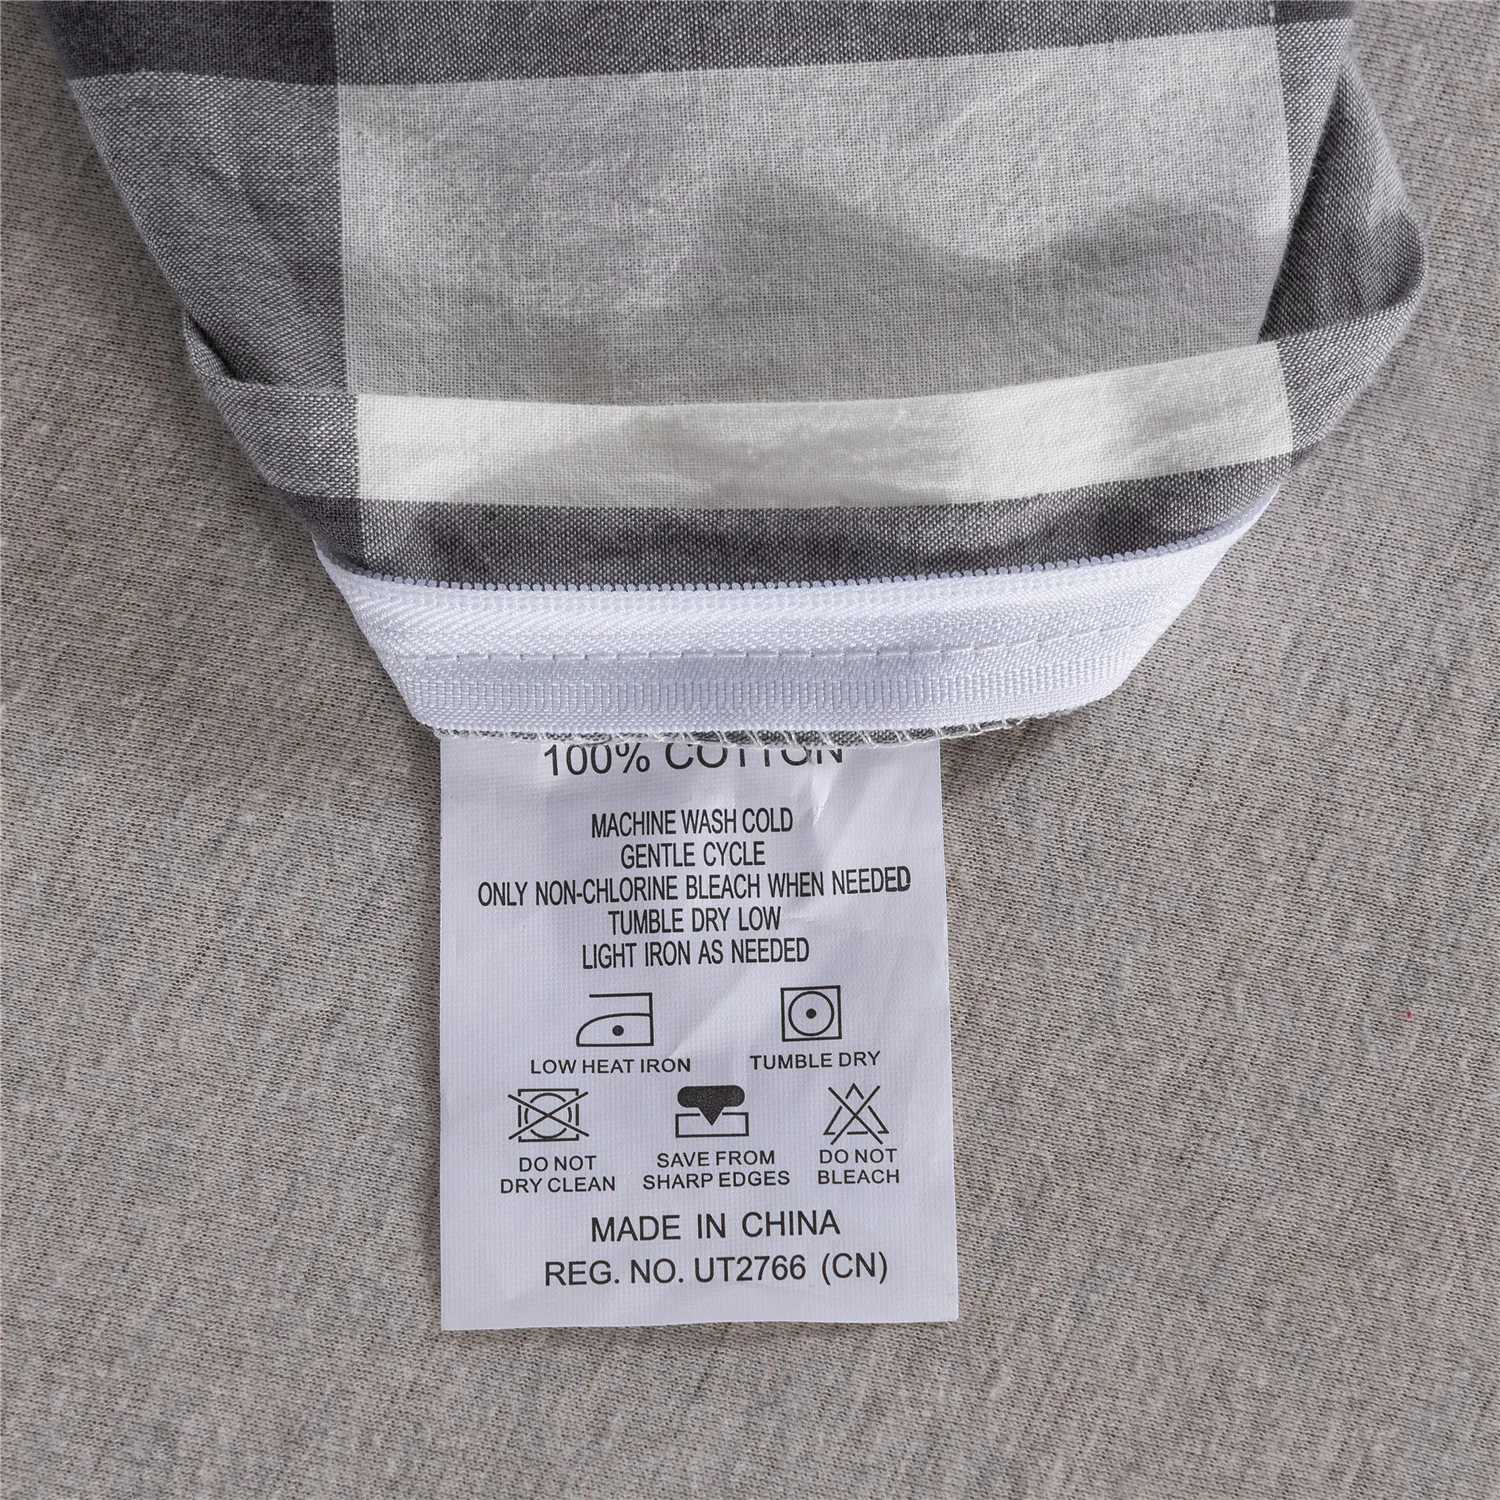 100% COTTON
MACHINE WASH COLD
GENTLE CYCLE
ONLY NON-CHLORINE BLEACH WHEN NEEDED
TUMBLE DRY LOW
LIGHT IRON AS NEEDED
LOW HEAT IRON
TUMBLE DRY
DO NOT
DRY CLEAN
SAVE FROM
SHARP EDGES
DO NOT
BLEACH
MADE IN CHINA
REG. NO. UT2766 (CN)